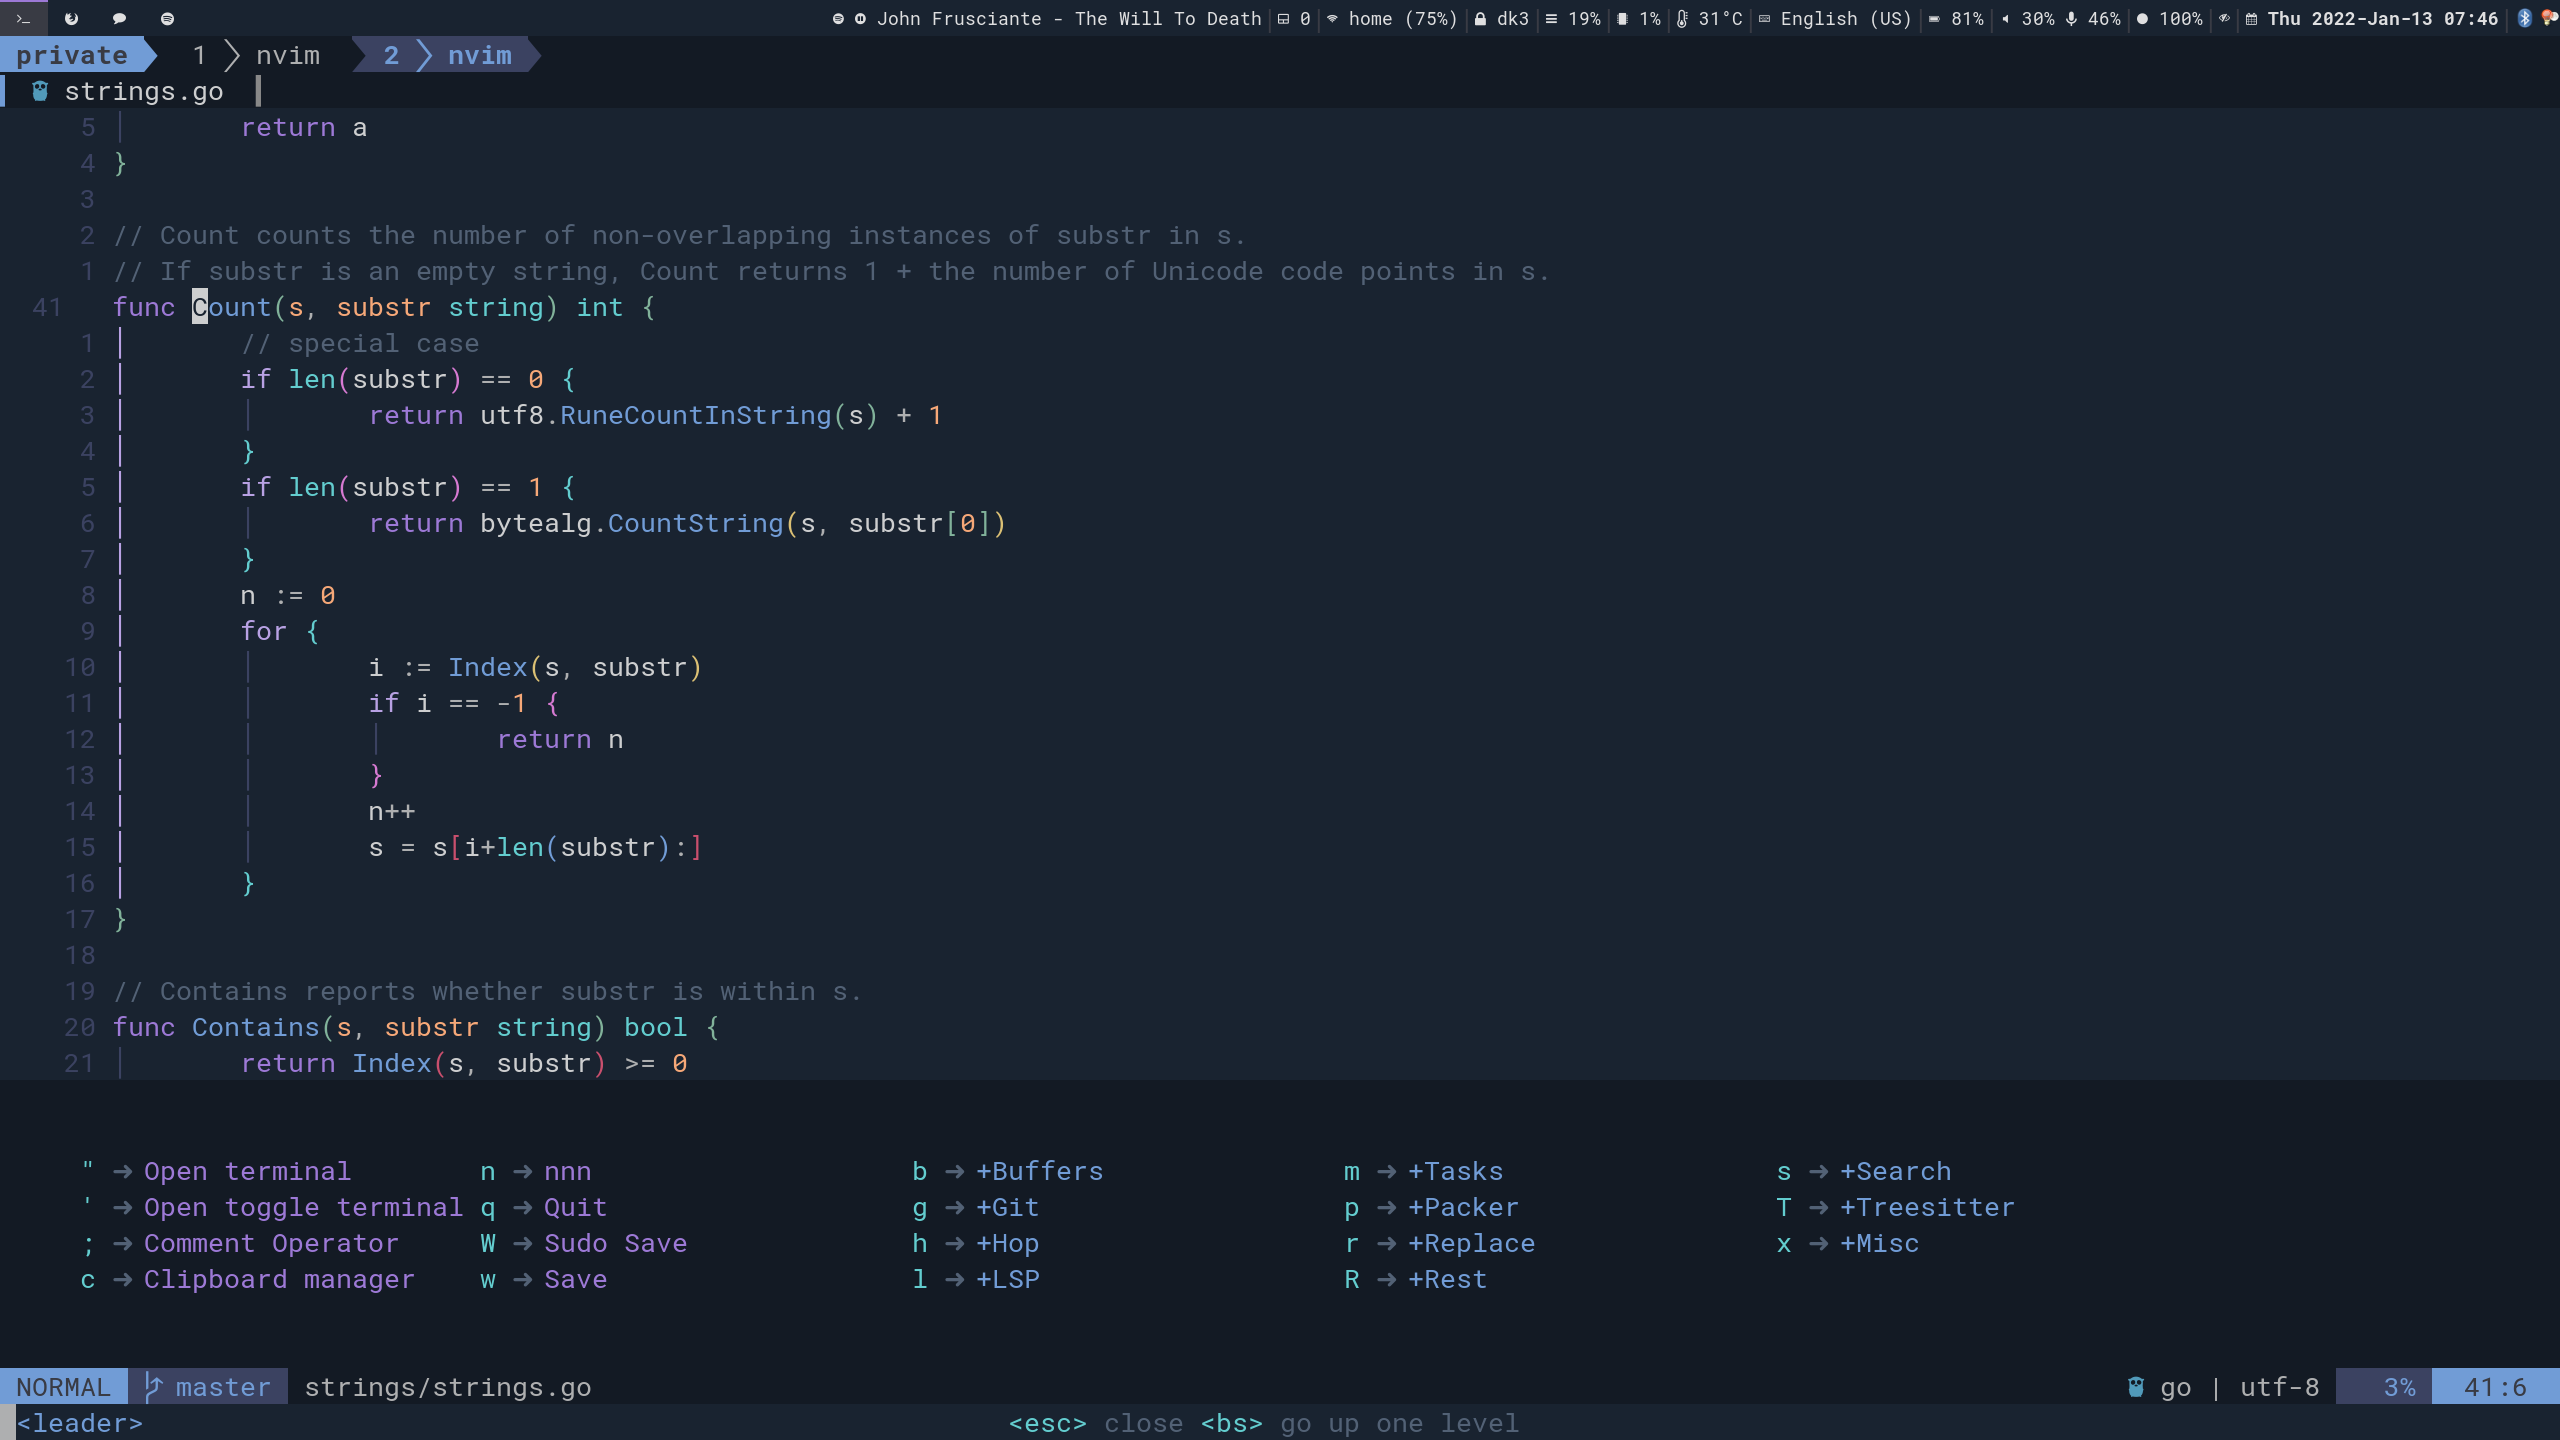 John Frusciante - The Will To Death 0 home (75%) dk3 19% 1% 31°C English (US) 81% 30% 46% 100% Thu 2022-Jan-13 07:46
private 1 nvim 2 nvim
strings.go
5 return a
4 }
3
2 // Count counts the number of non-overlapping instances of substr in s.
1 // If substr is an empty string, Count returns 1 + the number of Unicode code points in s.
41 func Count(s, substr string) int {
1 // special case
2 if len(substr) == 0 {
3 return utf8.RuneCountInString(s) + 1
4 }
5 if len(substr) == 1 {
6 return bytealg.CountString(s, substr[0])
7 }
8 n := 0
9 for {
10 i := Index(s, substr)
11 if i == -1 {
12 return n
13 }
14 n++
15 s = s[i+len(substr):]
16 }
17 }
18
19 // Contains reports whether substr is within s.
20 func Contains(s, substr string) bool {
21 return Index(s, substr) >= 0
" → Open terminal n → nnn b → +Buffers m → +Tasks s → +Search
' → Open toggle terminal q → Quit g → +Git p → +Packer T → +Treesitter
; → Comment Operator W → Sudo Save h → +Hop r → +Replace x → +Misc
c → Clipboard manager w → Save l → +LSP R → +Rest
NORMAL master strings/strings.go go | utf-8 3% 41:6
<leader> <esc> close <bs> go up one level